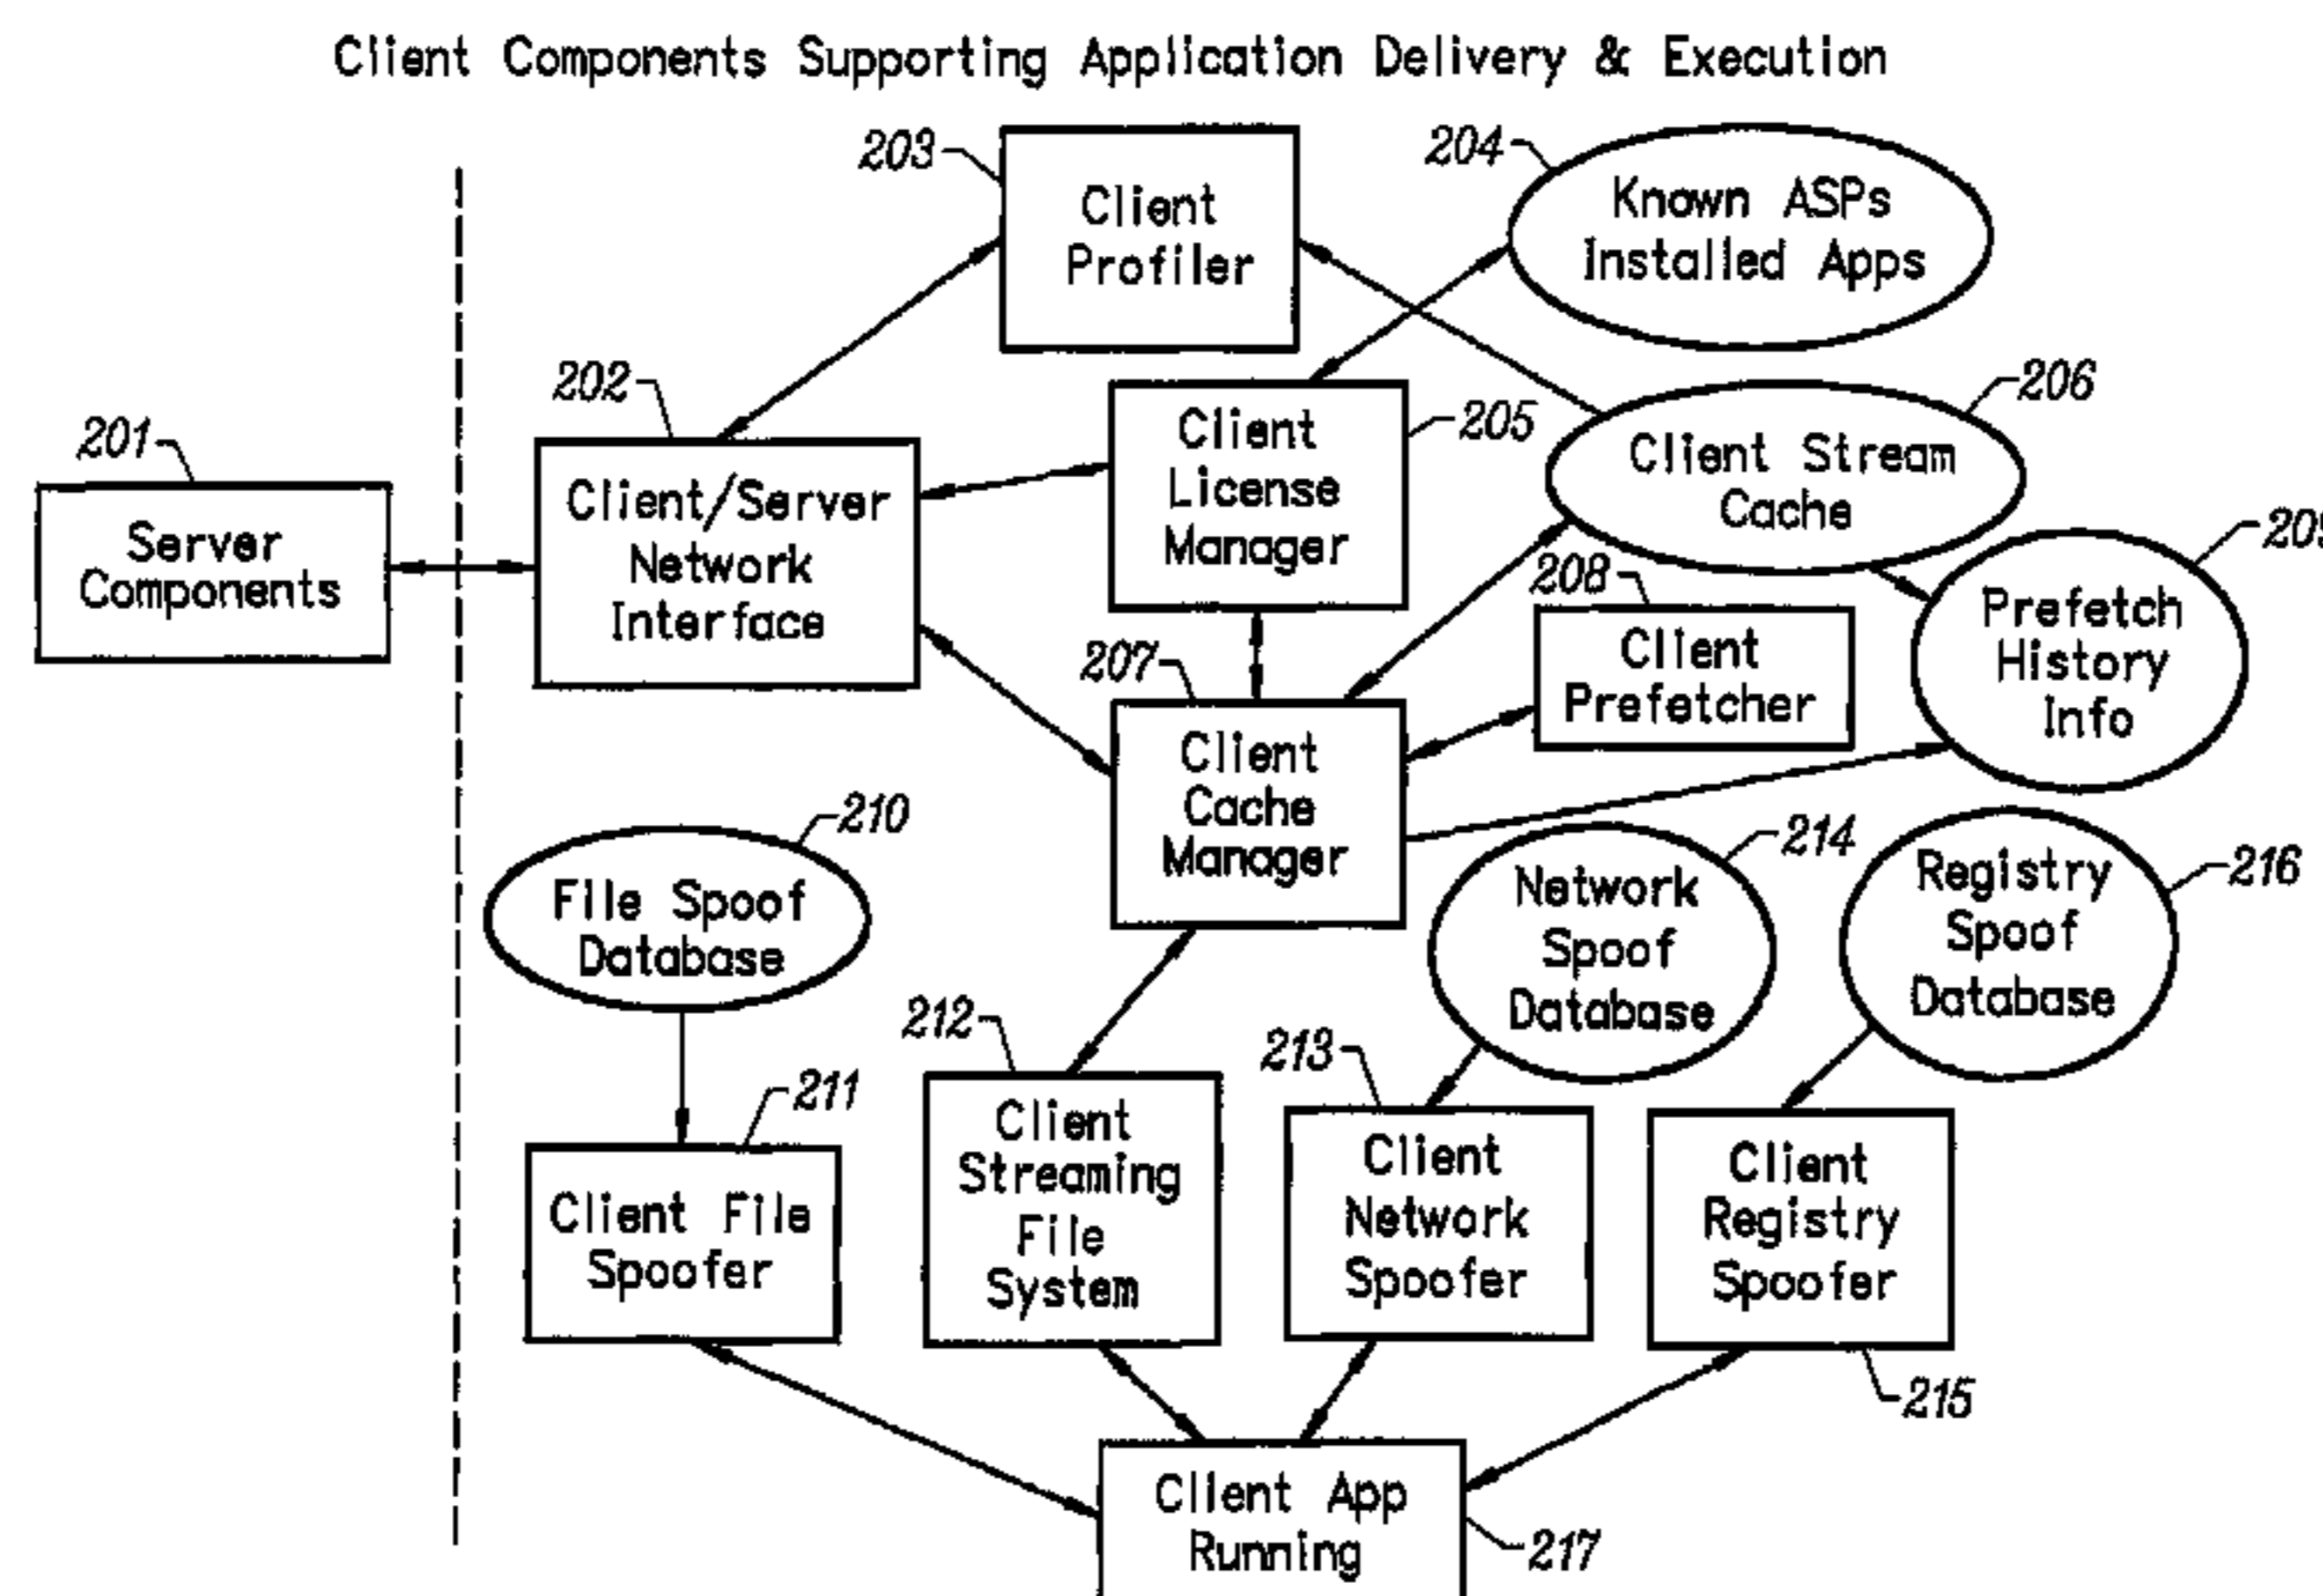 Client Components Supporting Application Delivery & Execution
203
Client
Profiler
204
Known ASPs
Installed Apps
202
Client/Server
Network
Interface
201
Server
Components
205
Client
License
Manager
206
Client Stream
Cache
209
Prefetch
History
Info
208
Client
Prefetcher
207
Client
Cache
Manager
210
File Spoof
Database
214
Network
Spoof
Database
216
Registry
Spoof
Database
211
Client File
Spoofer
212
Client
Streaming
File
System
213
Client
Network
Spoofer
Client
Registry
Spoofer
215
Client App
Running
217